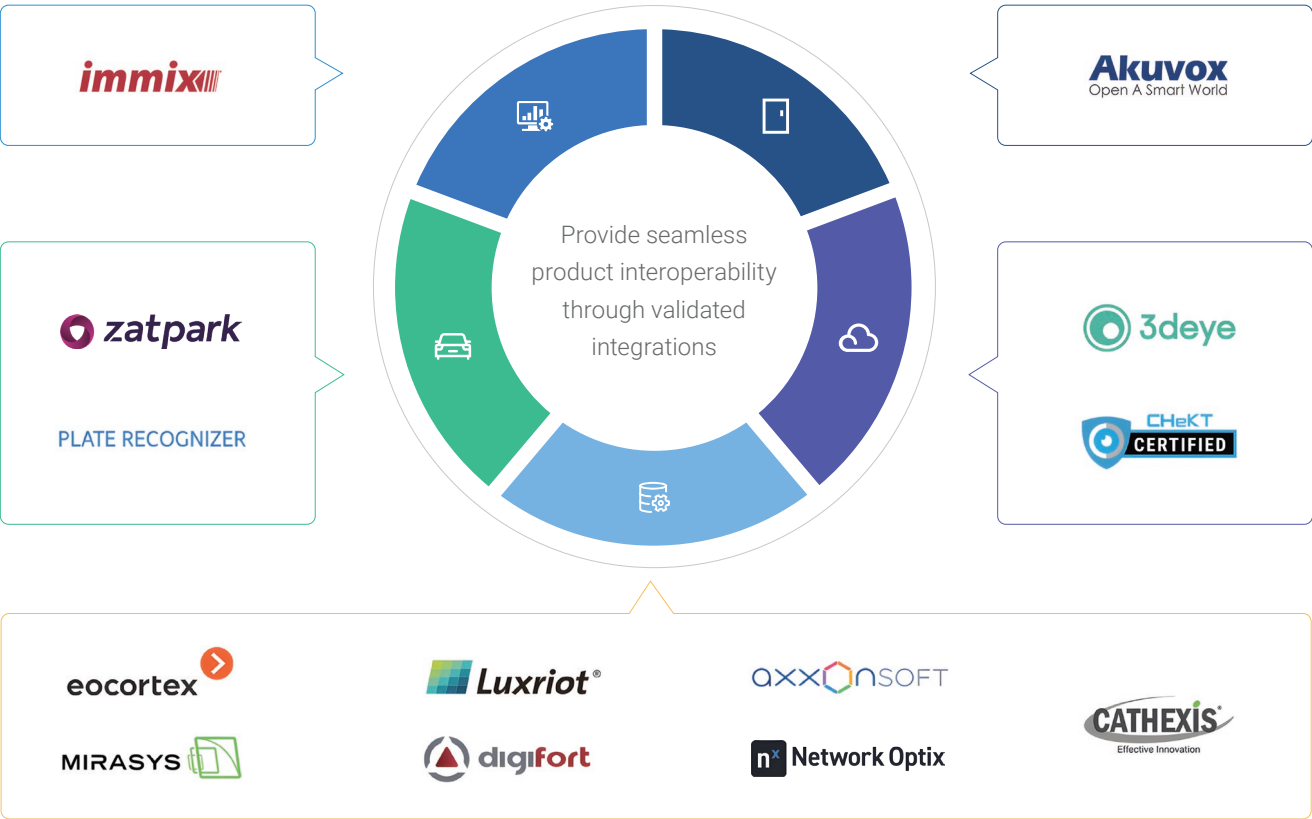 immix
Akuvox
Open A Smart World
Provide seamless
product interoperability
through validated
integrations
zatpark
PLATE RECOGNIZER
3deye
CHeKT
CERTIFIED
eocortex
Luxriot®
axxonsoft
CATHEXIS
Effective Innovation
MIRASYS
digifort
nx Network Optix